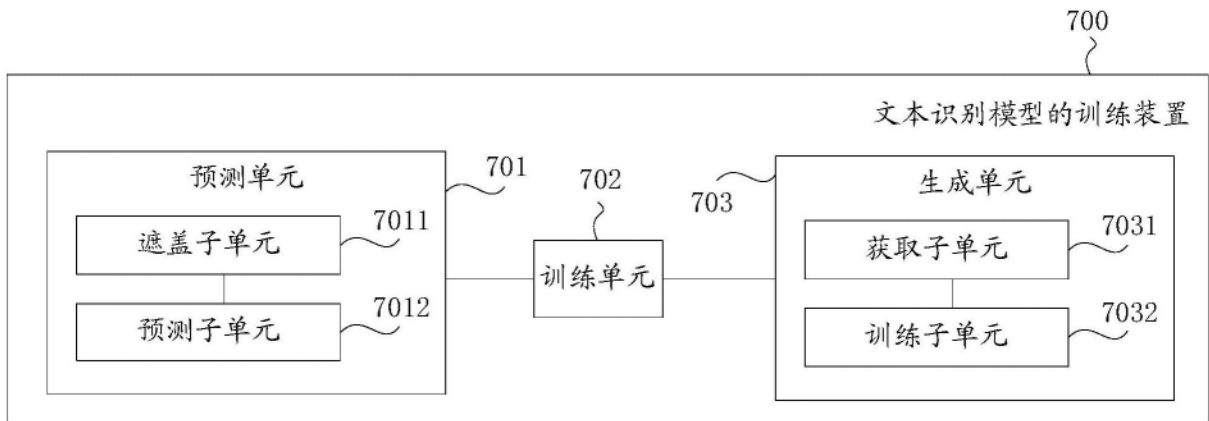 700
文本识别模型的训练装置
预测单元
701
遮盖子单元
7011
预测子单元
7012
702
训练单元
703
生成单元
获取子单元
7031
训练子单元
7032